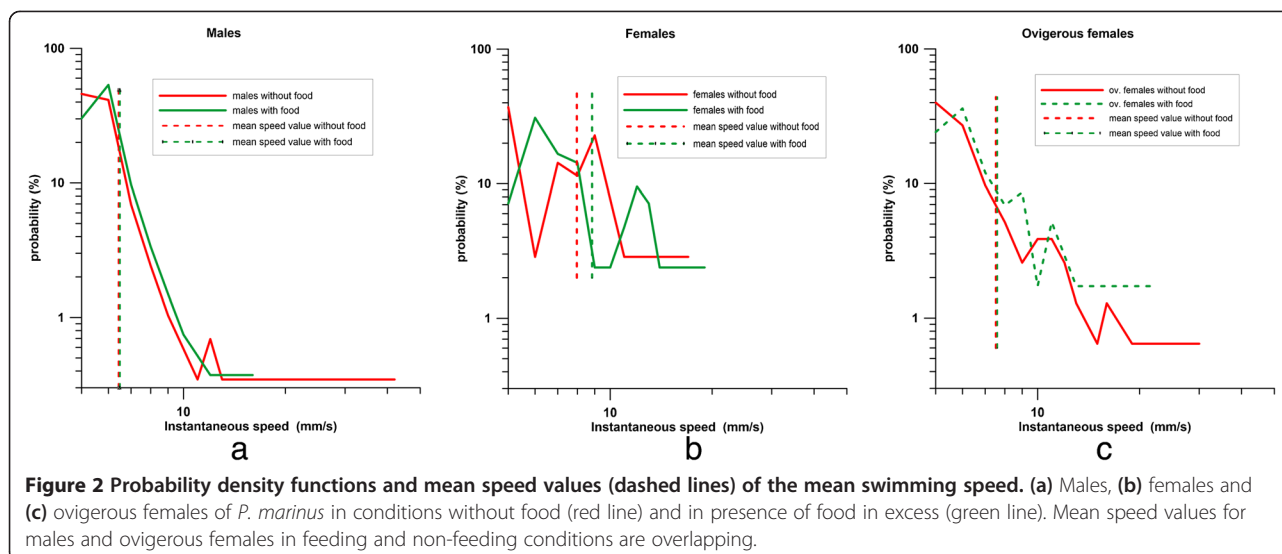 Males
100
10
1
probability (%)
males without food
males with food
mean speed value without food
mean speed value with food
10
Instantaneous speed (mm/s)
a
Females
100
10
1
probability (%)
females without food
females with food
mean speed value without food
mean speed value with food
10
Instantaneous speed (mm/s)
b
Ovigerous females
100
10
1
probability (%)
ov. females without food
ov. females with food
mean speed value without food
mean speed value with food
10
Instantaneous speed (mm/s)
c
Figure 2 Probability density functions and mean speed values (dashed lines) of the mean swimming speed. (a) Males, (b) females and
(c) ovigerous females of P. marinus in conditions without food (red line) and in presence of food in excess (green line). Mean speed values for
males and ovigerous females in feeding and non-feeding conditions are overlapping.